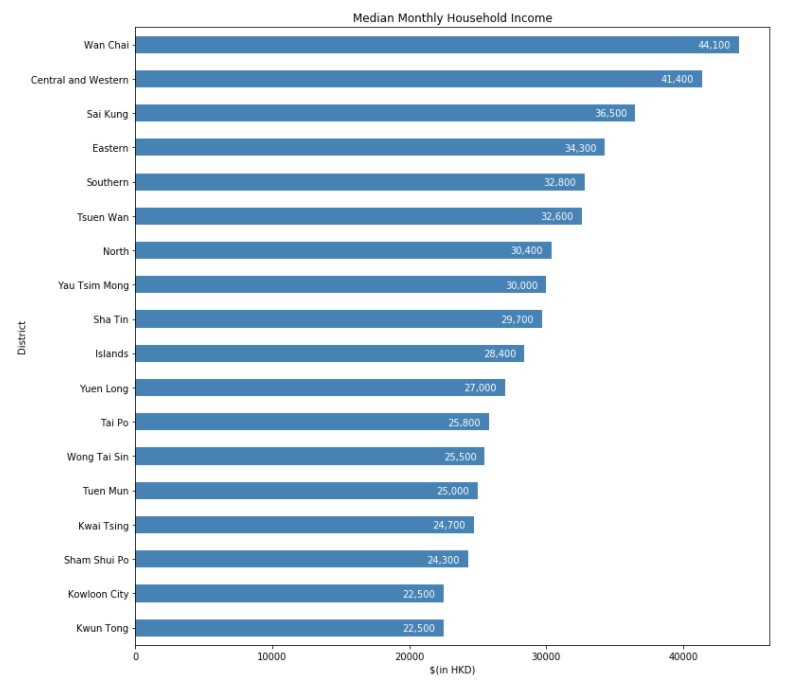 Median Monthly Household Income
District
Wan Chai 44,100
Central and Western 41,400
Sai Kung 36,500
Eastern 34,300
Southern 32,800
Tsuen Wan 32,600
North 30,400
Yau Tsim Mong 30,000
Sha Tin 29,700
Islands 28,400
Yuen Long 27,000
Tai Po 25,800
Wong Tai Sin 25,500
Tuen Mun 25,000
Kwai Tsing 24,700
Sham Shui Po 24,300
Kowloon City 22,500
Kwun Tong 22,500
0 10000 20000 30000 40000
$(in HKD)